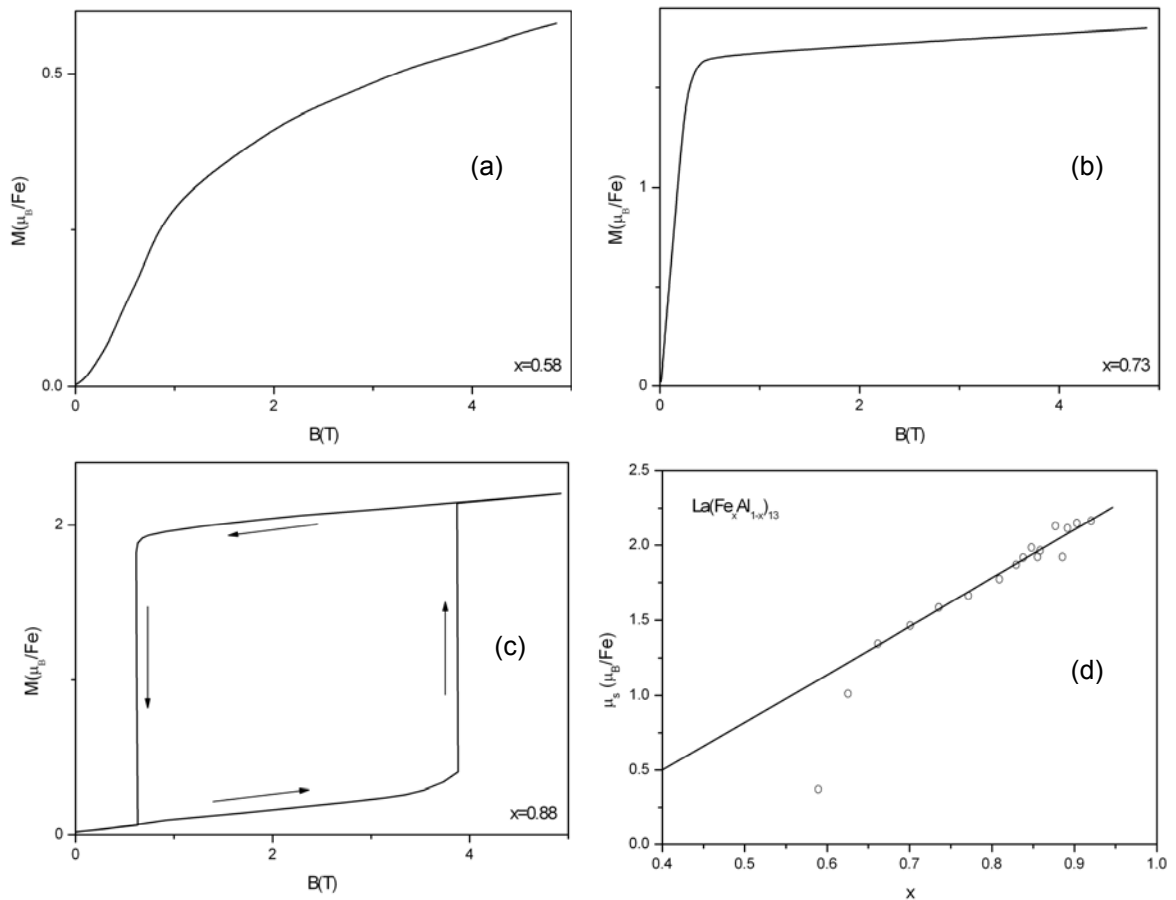 0.5
0.0
M(μB/Fe)
0
2
4
B(T)
(a)
x=0.58
1
0
M(μB/Fe)
0
2
4
B(T)
(b)
x=0.73
2
0
M(μB/Fe)
0
2
4
B(T)
(c)
x=0.88
2.5
2.0
1.5
1.0
0.5
0.0
μs (μB/Fe)
La(FexAl1-x)13
(d)
0.4
0.5
0.6
0.7
0.8
0.9
1.0
x